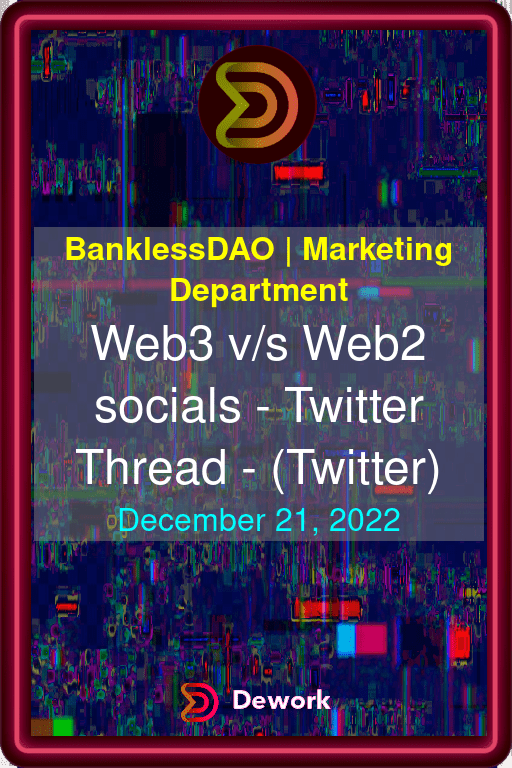 BanklessDAO | Marketing
Department
Web3 v/s Web2
socials - Twitter
Thread - (Twitter)
December 21, 2022
Dework